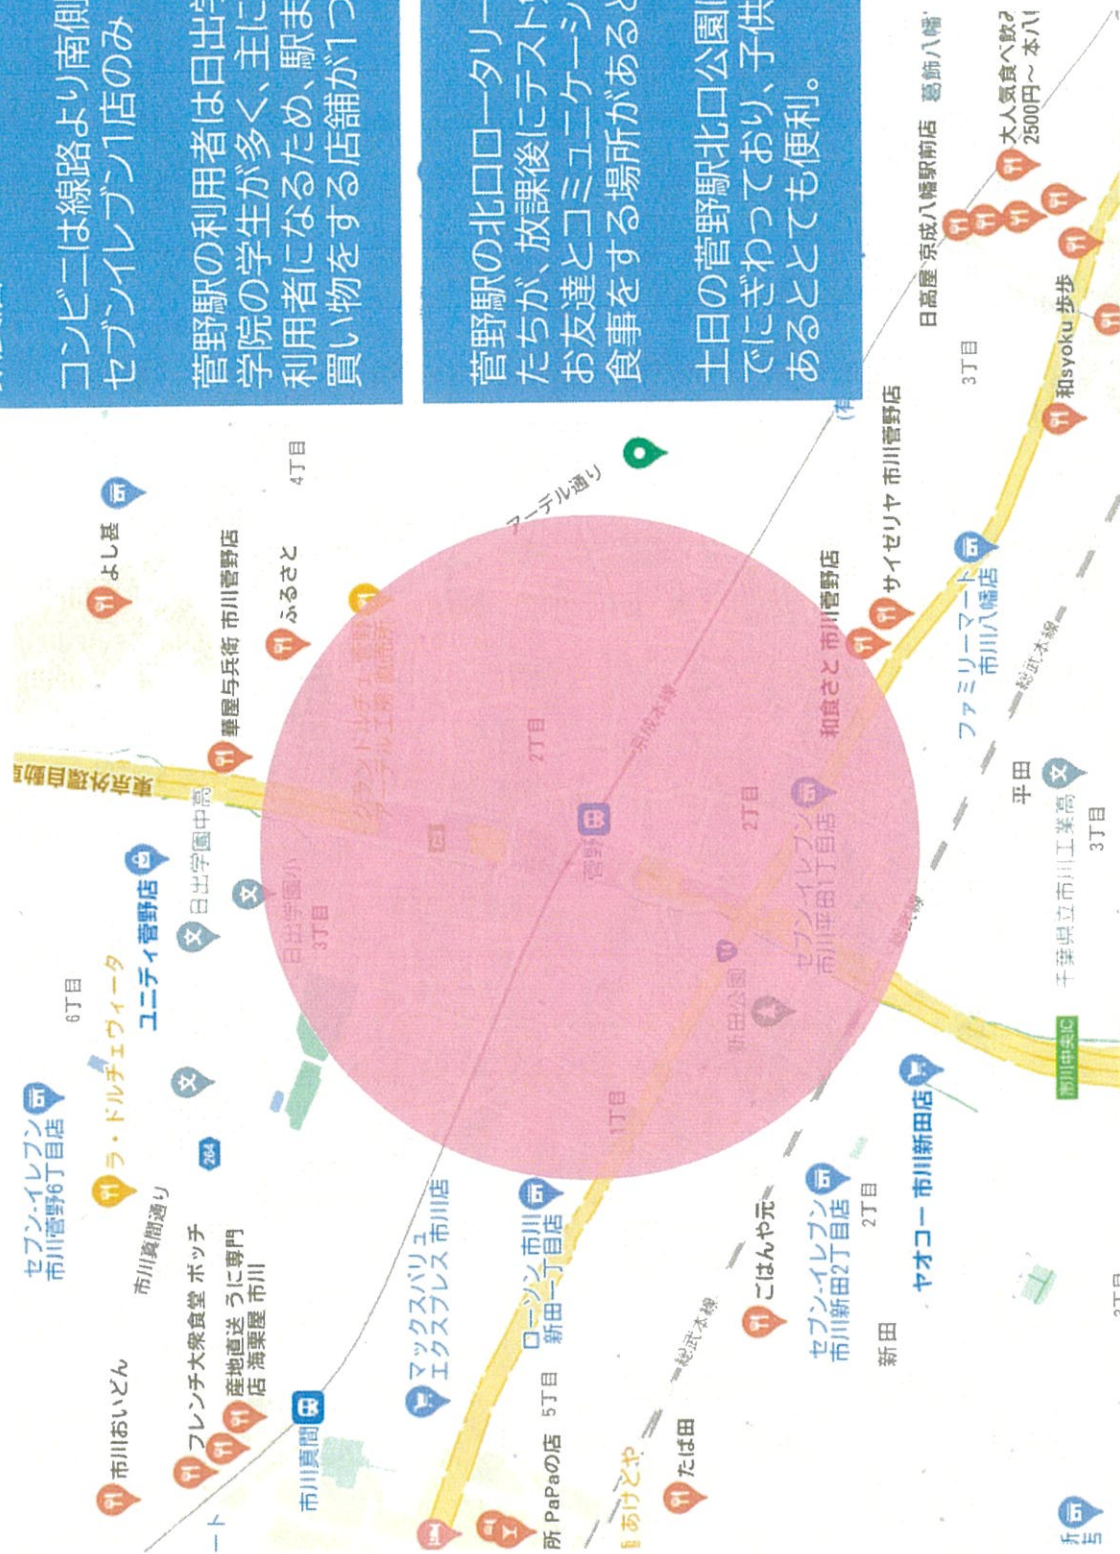 コンビニは線路より南側
セブンイレブン1店のみ
菅野駅の利用者は日出学
学院の学生が多く、主に
利用者になるため、駅ま
買い物をする店舗が1つ
菅野駅の北口ロータリー
たちが、放課後にテスト
お友達とコミュニケーシ
食事をする場所があると
土日の菅野駅北口公園
でにぎわっており、子供
あるととても便利。
セブン-イレブン
市川菅野6丁目店
6丁目
ラ・ドルチェヴィータ
ユニディ菅野店
東京外環自動車
よし甚
市川おいどん
市川真間通り
264
日出学園中高
華屋与兵衛 市川菅野店
4丁目
フレンチ大衆食堂 ボッチ
産地直送 うに専門
店 海栗屋 市川
日出学園小
3丁目
ふるさと
市川真間
ート
マックスバリュ
エクスプレス 市川店
アーデル通り
2丁目
菅野
京成本線
ローソン 市川
新田一丁目店
5丁目
所 PaPaの店
1丁目
あけとや
たば田
総武本線
ごはんや元
新田公園
2丁目
セブン-イレブン
市川平田1丁目店
和食さと 市川菅野店
サイゼリヤ 市川菅野店
セブン-イレブン
市川新田2丁目店
2丁目
新田
ヤオコー 市川新田店
ファミリーマート
市川八幡店
日高屋 京成八幡駅前店
葛飾八幡
3丁目
大人気食べ飲み
2500円～ 本八
和syoku 歩歩
総武本線
平田
市川中央IC
千葉県立市川工業高
3丁目